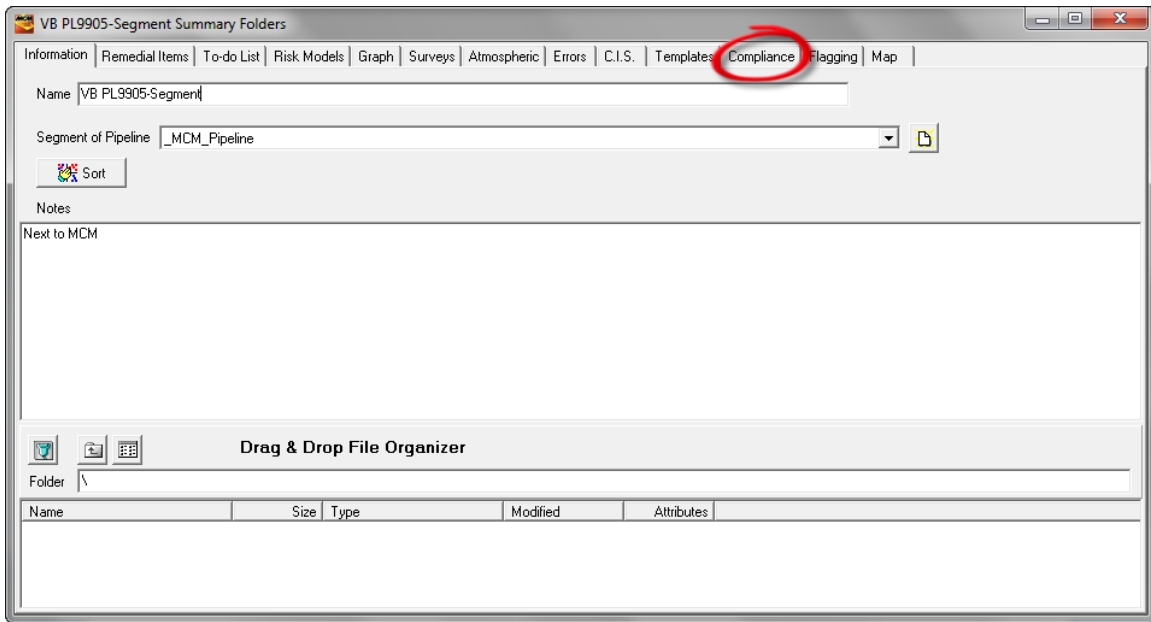 VB PL9905-Segment Summary Folders
Information Remedial Items To-do List Risk Models Graph Surveys Atmospheric Errors C.I.S. Templates Compliance Flagging Map
Name VB PL9905-Segment
Segment of Pipeline _MCM_Pipeline
Sort
Notes
Next to MCM
Drag & Drop File Organizer
Folder \
Name Size Type Modified Attributes